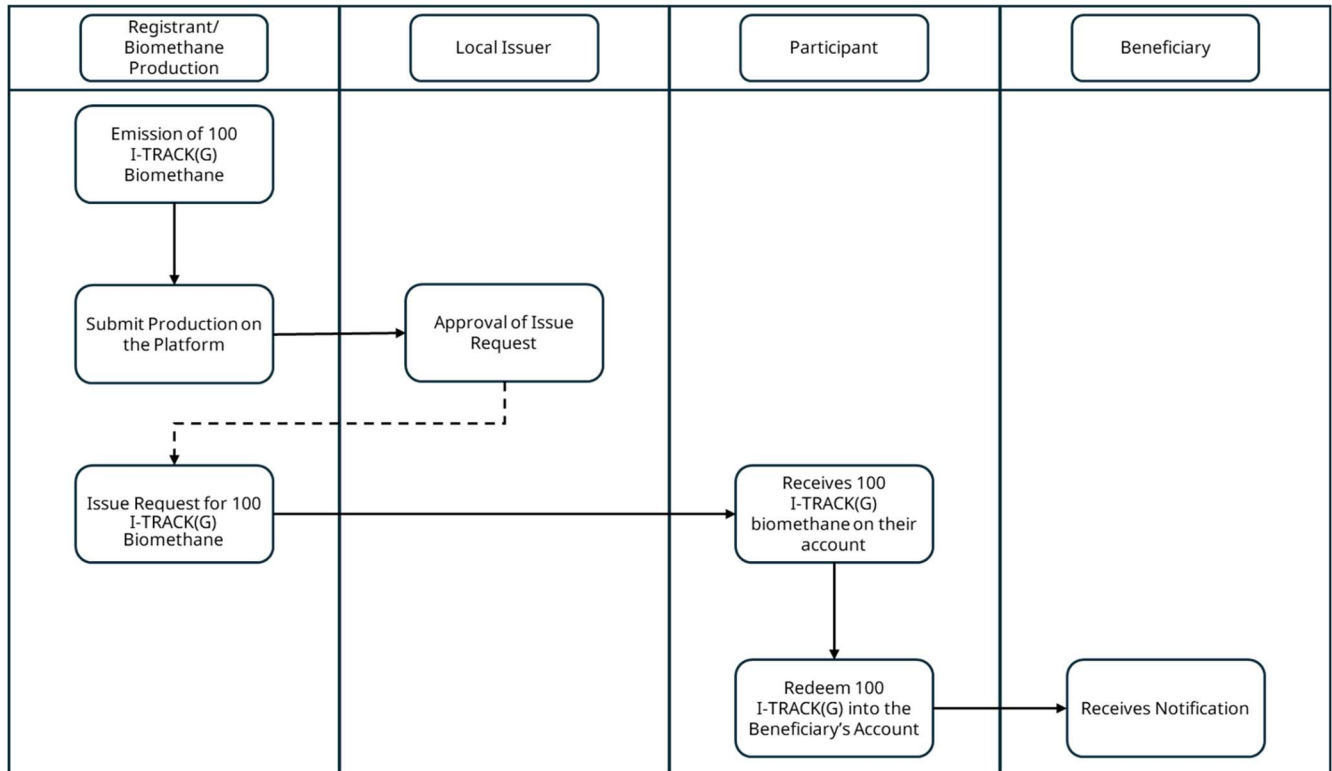 Registrant/
Biomethane
Production
Local Issuer
Participant
Beneficiary
Emission of 100
I-TRACK(G)
Biomethane
Submit Production on
the Platform
Approval of Issue
Request
Issue Request for 100
I-TRACK(G)
Biomethane
Receives 100
I-TRACK(G)
biomethane on their
account
Redeem 100
I-TRACK(G) into the
Beneficiary's Account
Receives Notification